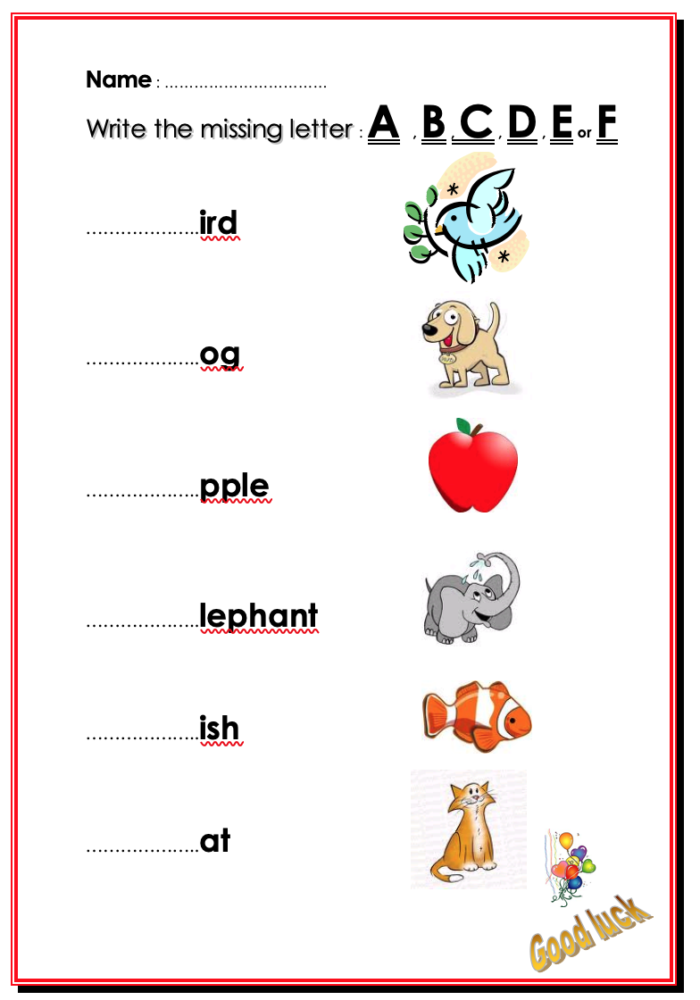 Name : .................................
Write the missing letter : A , B , C , D , E or F
....................ird
....................og
....................pple
....................lephant
....................ish
....................at
Good luck